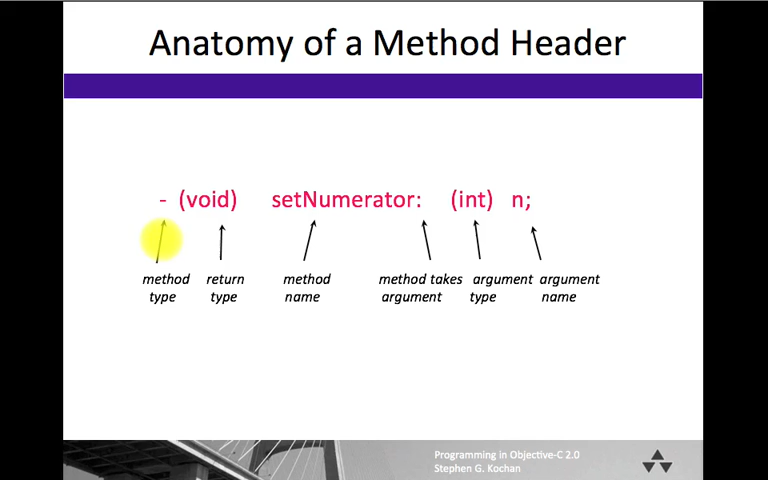 Anatomy of a Method Header
- (void) setNumerator: (int) n;
method return method method takes argument argument
type type name argument type name
Programming in Objective-C 2.0
Stephen G. Kochan